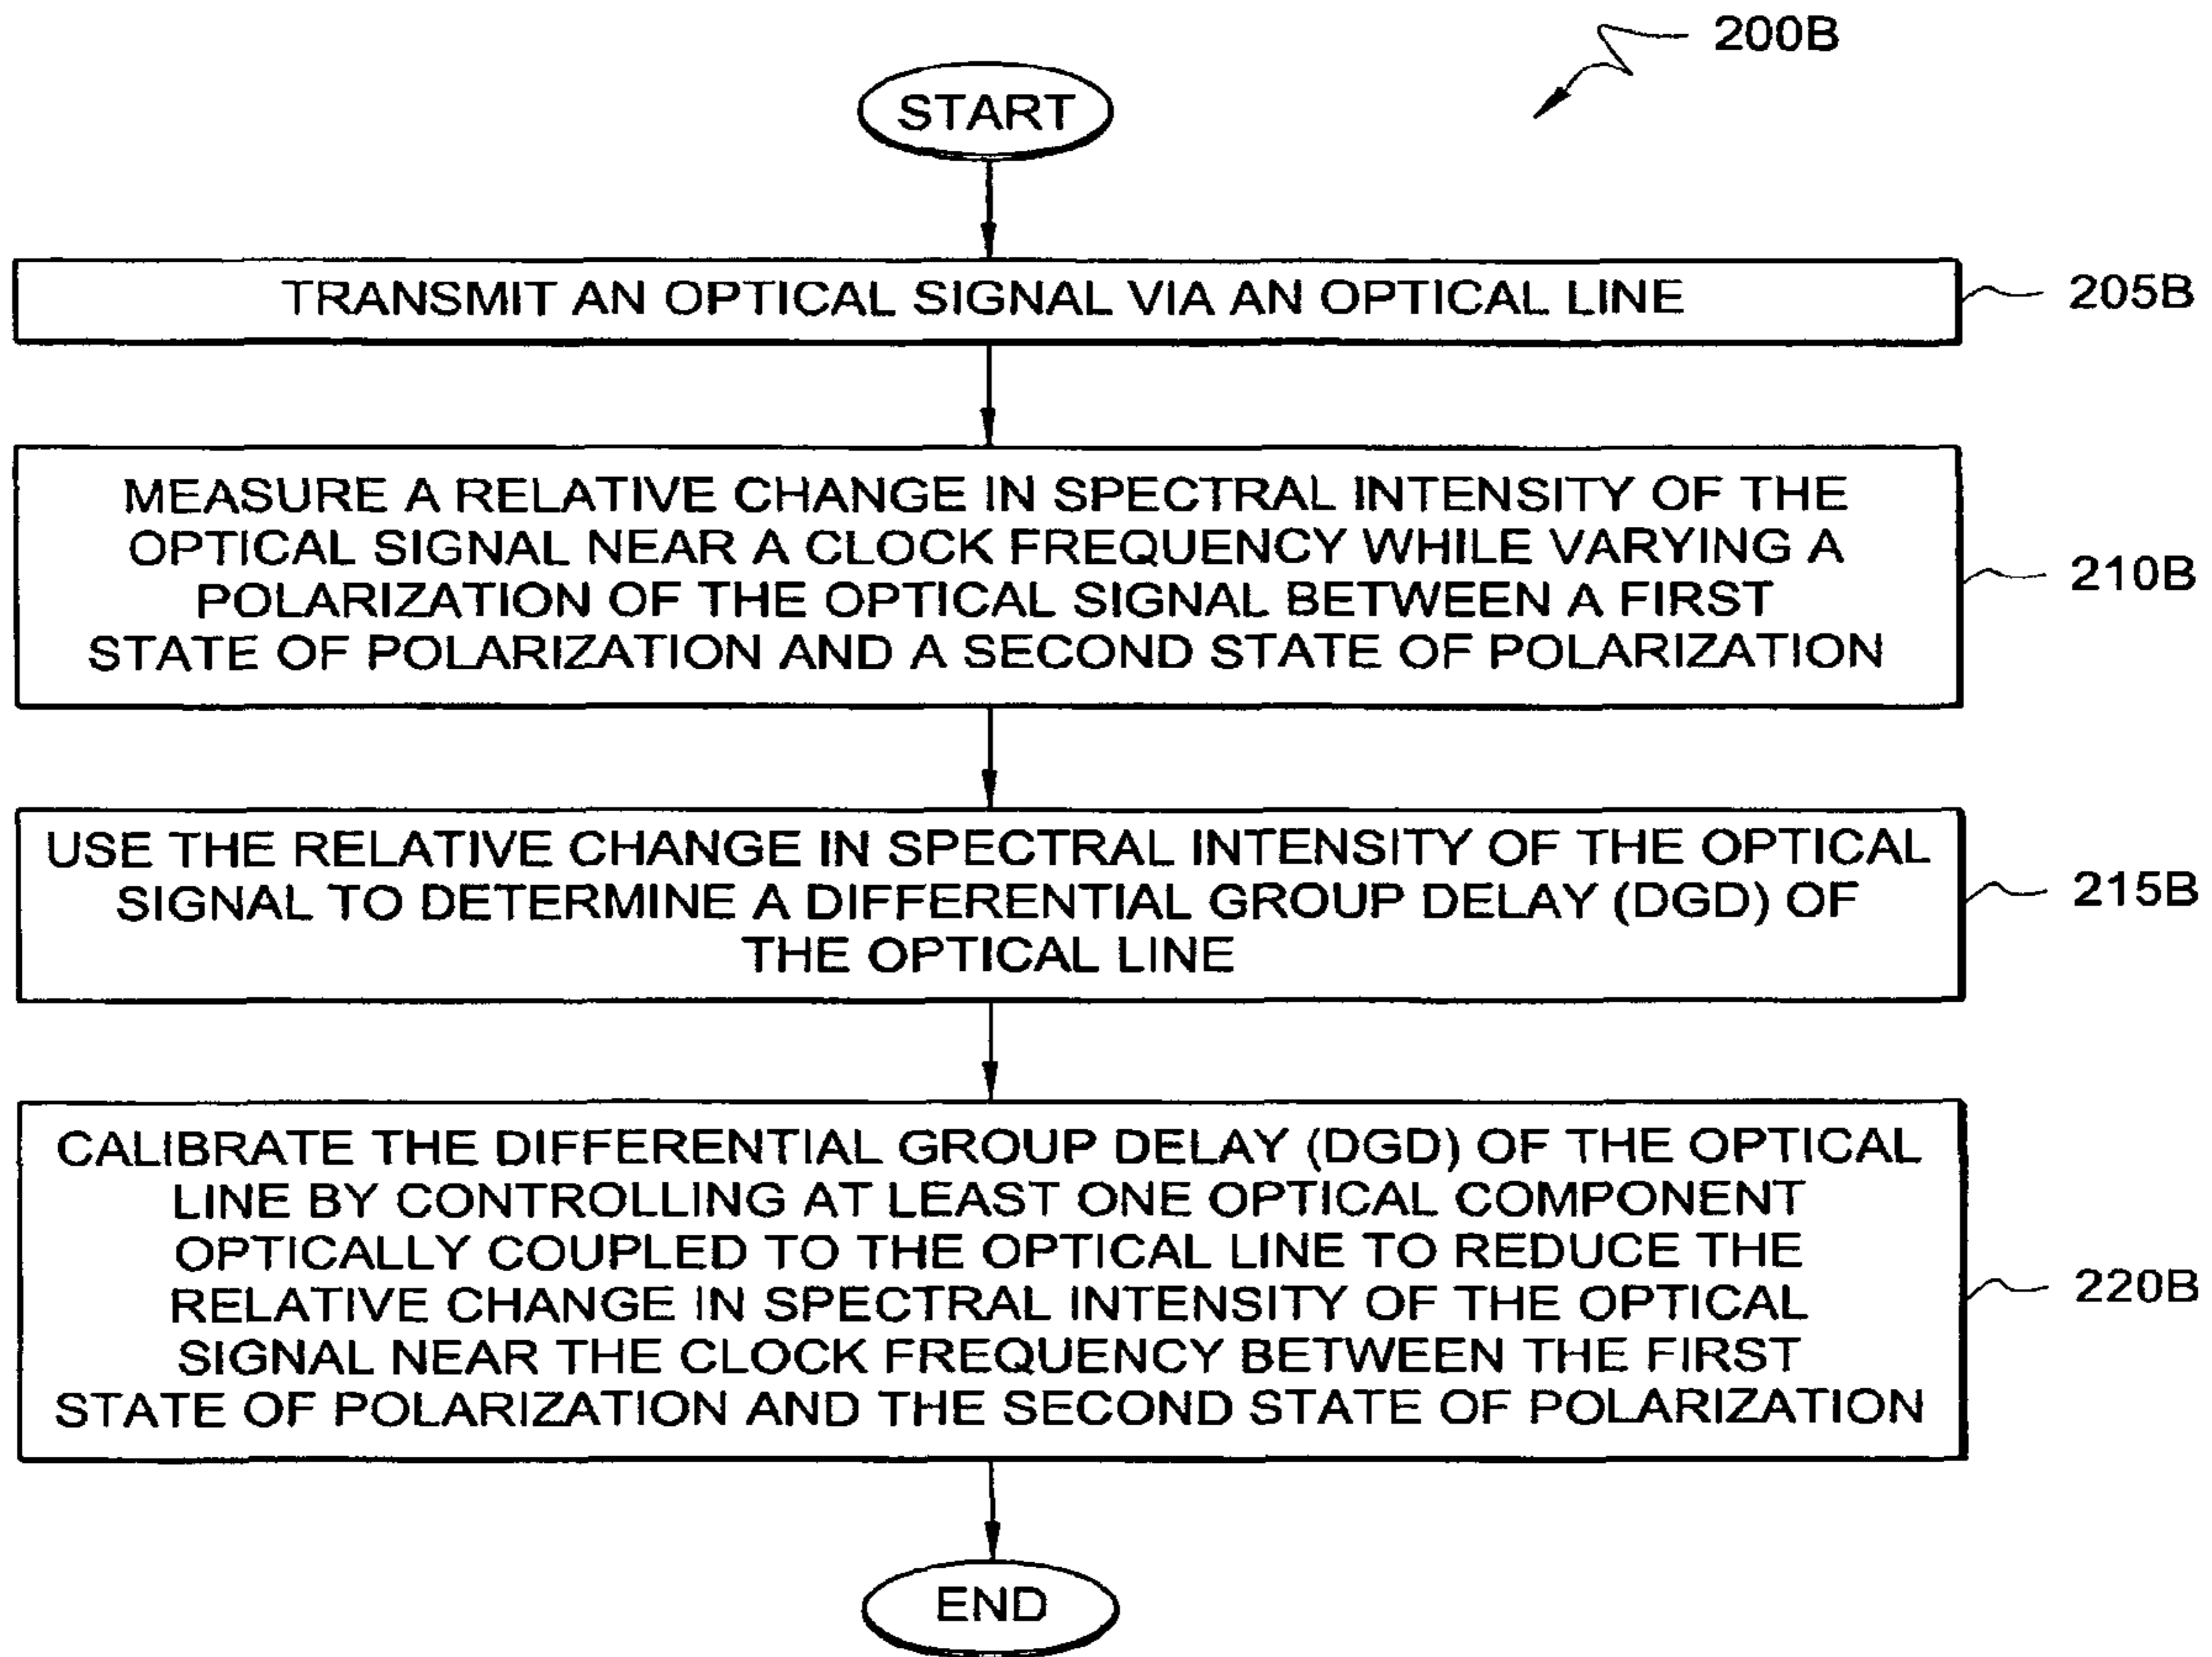 200B
START
TRANSMIT AN OPTICAL SIGNAL VIA AN OPTICAL LINE
205B
MEASURE A RELATIVE CHANGE IN SPECTRAL INTENSITY OF THE
OPTICAL SIGNAL NEAR A CLOCK FREQUENCY WHILE VARYING A
POLARIZATION OF THE OPTICAL SIGNAL BETWEEN A FIRST
STATE OF POLARIZATION AND A SECOND STATE OF POLARIZATION
210B
USE THE RELATIVE CHANGE IN SPECTRAL INTENSITY OF THE OPTICAL
SIGNAL TO DETERMINE A DIFFERENTIAL GROUP DELAY (DGD) OF
THE OPTICAL LINE
215B
CALIBRATE THE DIFFERENTIAL GROUP DELAY (DGD) OF THE OPTICAL
LINE BY CONTROLLING AT LEAST ONE OPTICAL COMPONENT
OPTICALLY COUPLED TO THE OPTICAL LINE TO REDUCE THE
RELATIVE CHANGE IN SPECTRAL INTENSITY OF THE OPTICAL
SIGNAL NEAR THE CLOCK FREQUENCY BETWEEN THE FIRST
STATE OF POLARIZATION AND THE SECOND STATE OF POLARIZATION
220B
END